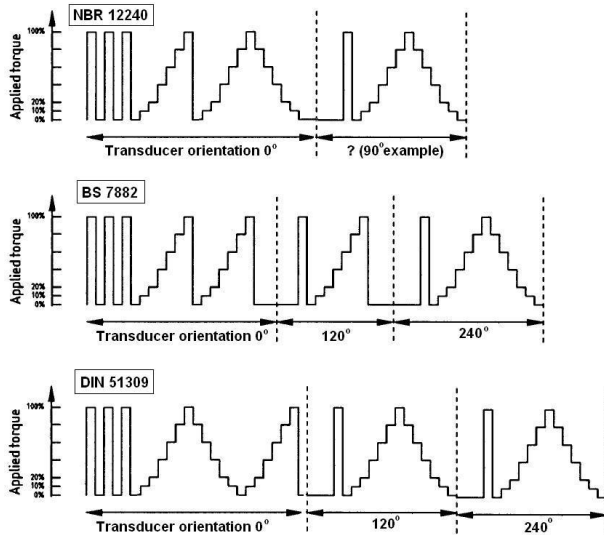 NBR 12240
Applied torque
100%
20%
10%
0%
Transducer orientation 0°
? (90°example)
BS 7882
Applied torque
100%
20%
10%
0%
Transducer orientation 0°
120°
240°
DIN 51309
Applied torque
100%
20%
10%
0%
Transducer orientation 0°
120°
240°